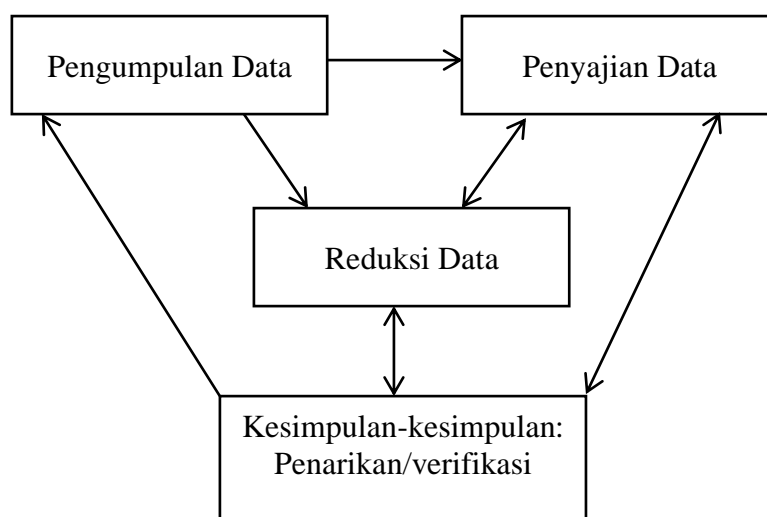 Pengumpulan Data
Penyajian Data
Reduksi Data
Kesimpulan-kesimpulan:
Penarikan/verifikasi